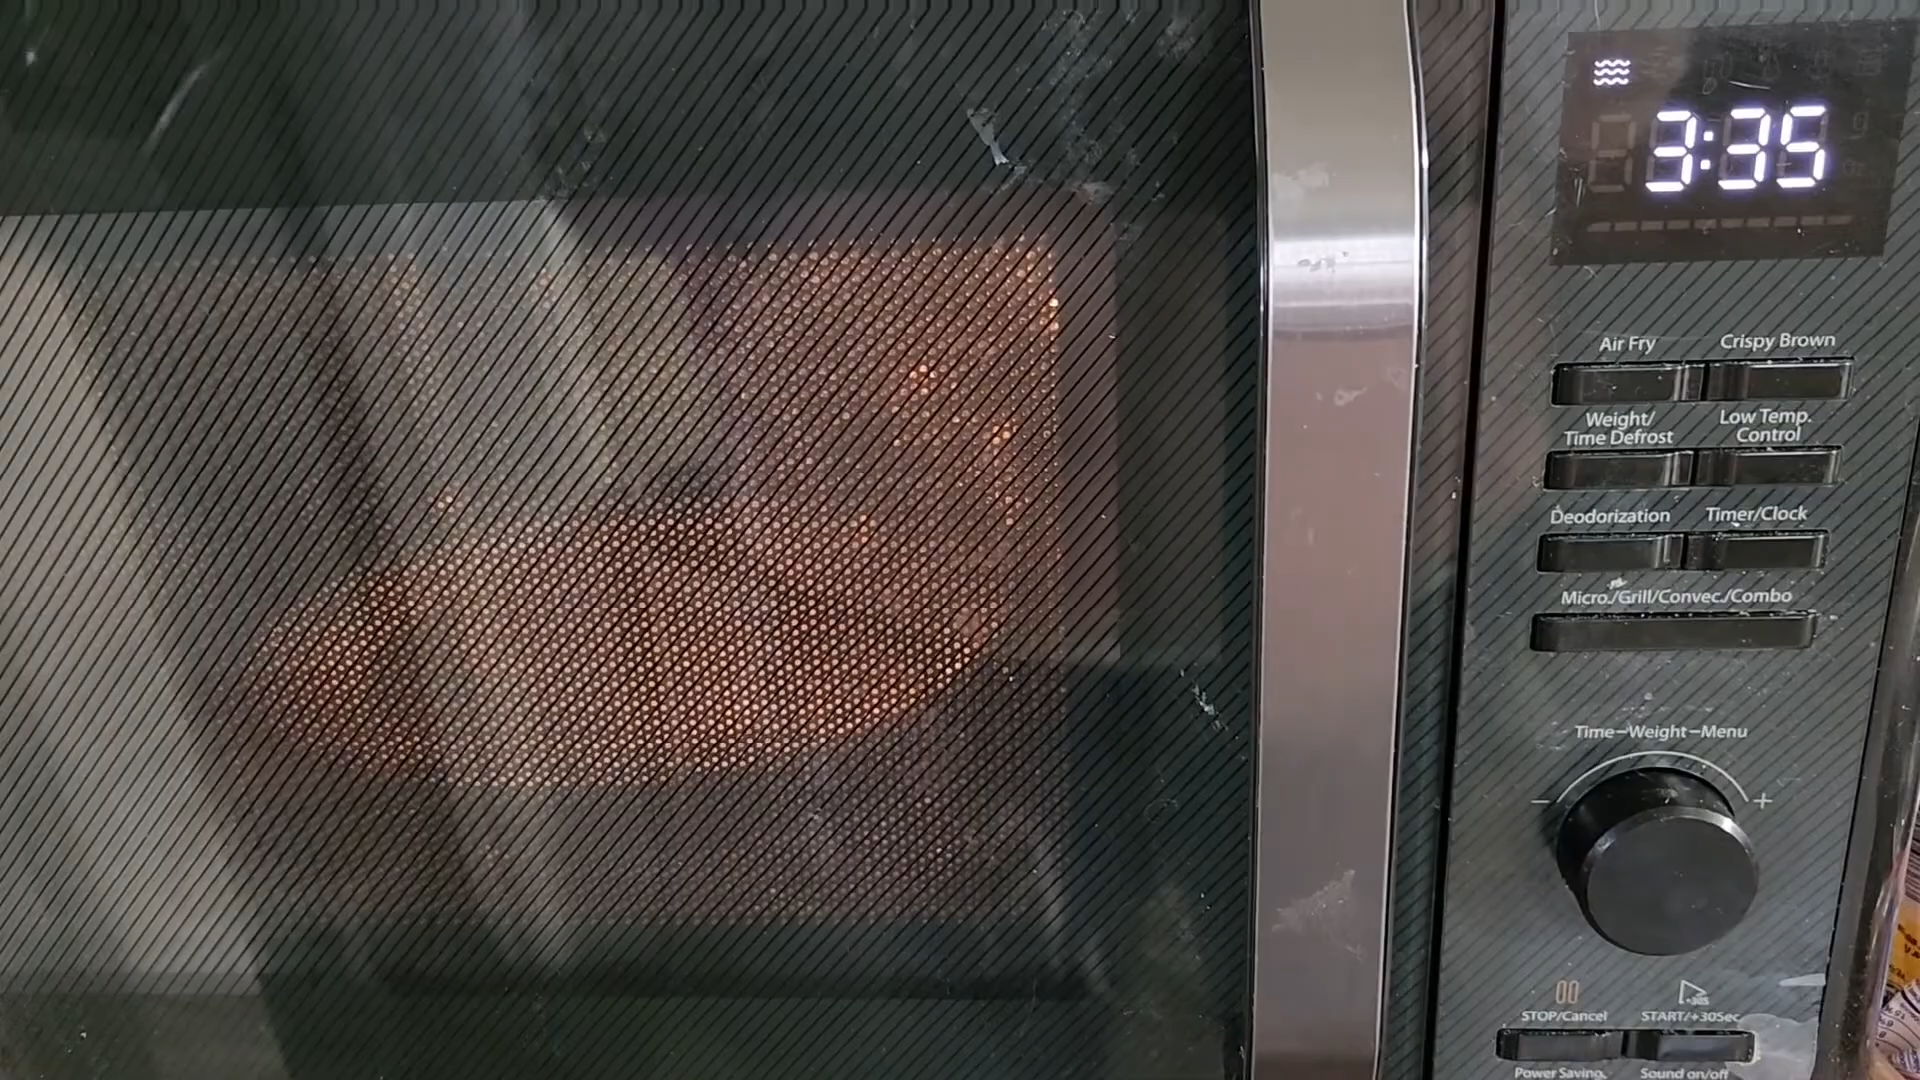 3:35
Air Fry
Crispy Brown
Weight/
Time Defrost
Low Temp.
Control
Deodorization
Timer/Clock
Micro./Grill/Convec./Combo
Time-Weight-Menu
- +
+30S
STOP/Cancel
START/+30Sec
Power Saving
Sound on/off